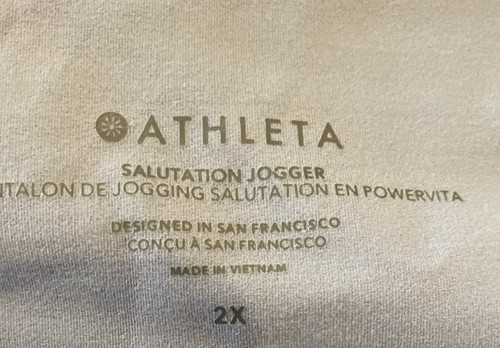 ATHLETA
SALUTATION JOGGER
NTALON DE JOGGING SALUTATION EN POWERVITA
DESIGNED IN SAN FRANCISCO
CONÇU À SAN FRANCISCO
MADE IN VIETNAM
2X